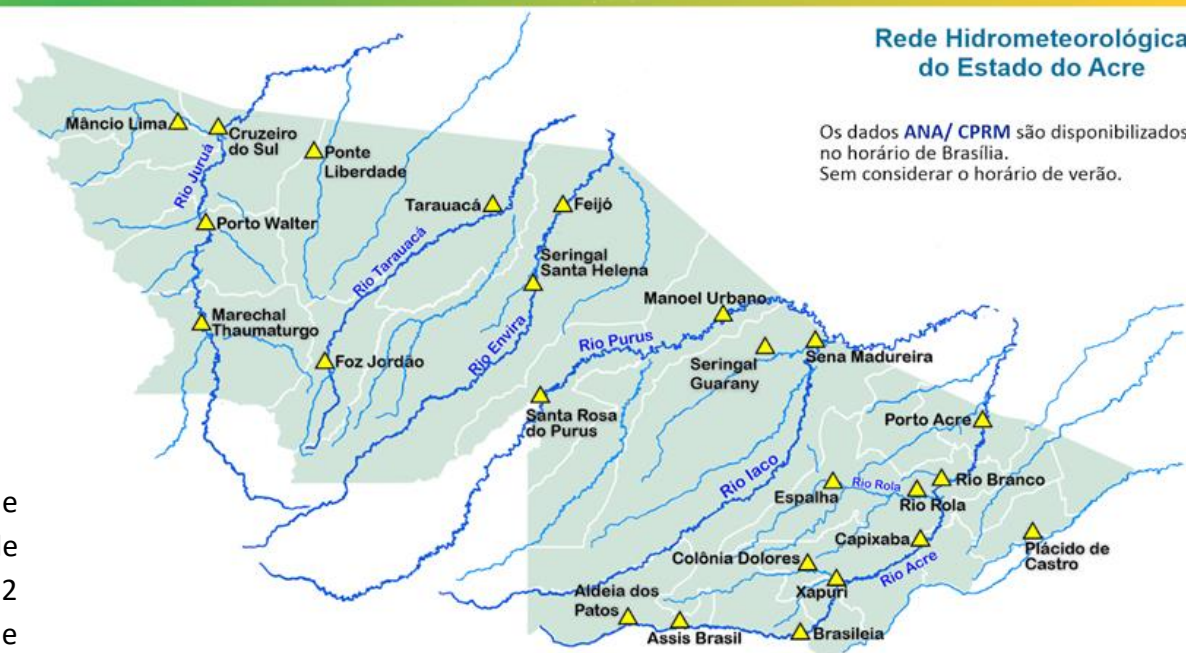 Rede Hidrometeorológica
do Estado do Acre
Os dados ANA/ CPRM são disponibilizados
no horário de Brasília.
Sem considerar o horário de verão.
Mâncio Lima
Cruzeiro
do Sul
Ponte
Liberdade
Rio Juruá
Porto Walter
Tarauacá
Feijó
Rio Tarauacá
Seringal
Santa Helena
Marechal
Thaumaturgo
Foz Jordão
Rio Envira
Manoel Urbano
Rio Purus
Seringal
Guarany
Sena Madureira
Santa Rosa
do Purus
Porto Acre
Rio Iaco
Espalha
Rio Rola
Rio Rola
Rio Branco
Capixaba
Plácido de
Castro
Colônia Dolores
Rio Acre
Xapuri
Aldeia dos
Patos
Assis Brasil
Brasileia
e
e
2
e